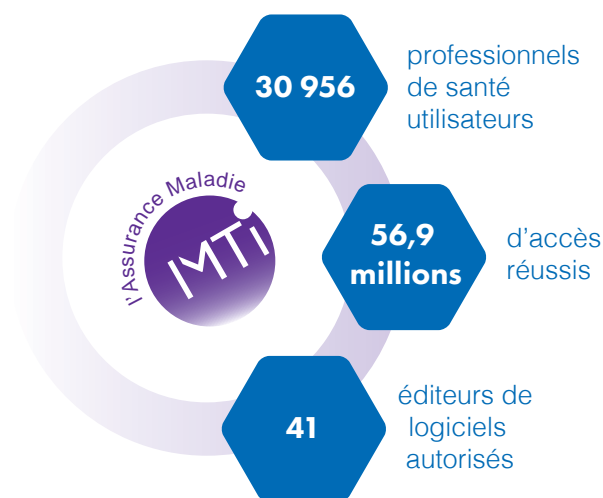 30 956
professionnels
de santé
utilisateurs
l'Assurance Maladie
IMTi
56,9
millions
d'accès
réussis
41
éditeurs de
logiciels
autorisés